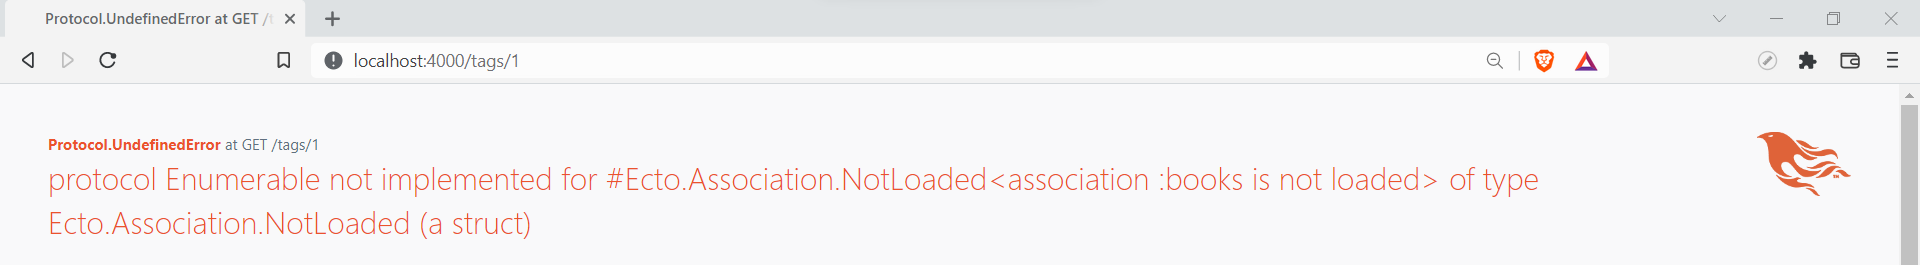 Protocol.UndefinedError at GET /t
localhost:4000/tags/1
Protocol.UndefinedError at GET /tags/1
protocol Enumerable not implemented for #Ecto.Association.NotLoaded<association :books is not loaded> of type
Ecto.Association.NotLoaded (a struct)